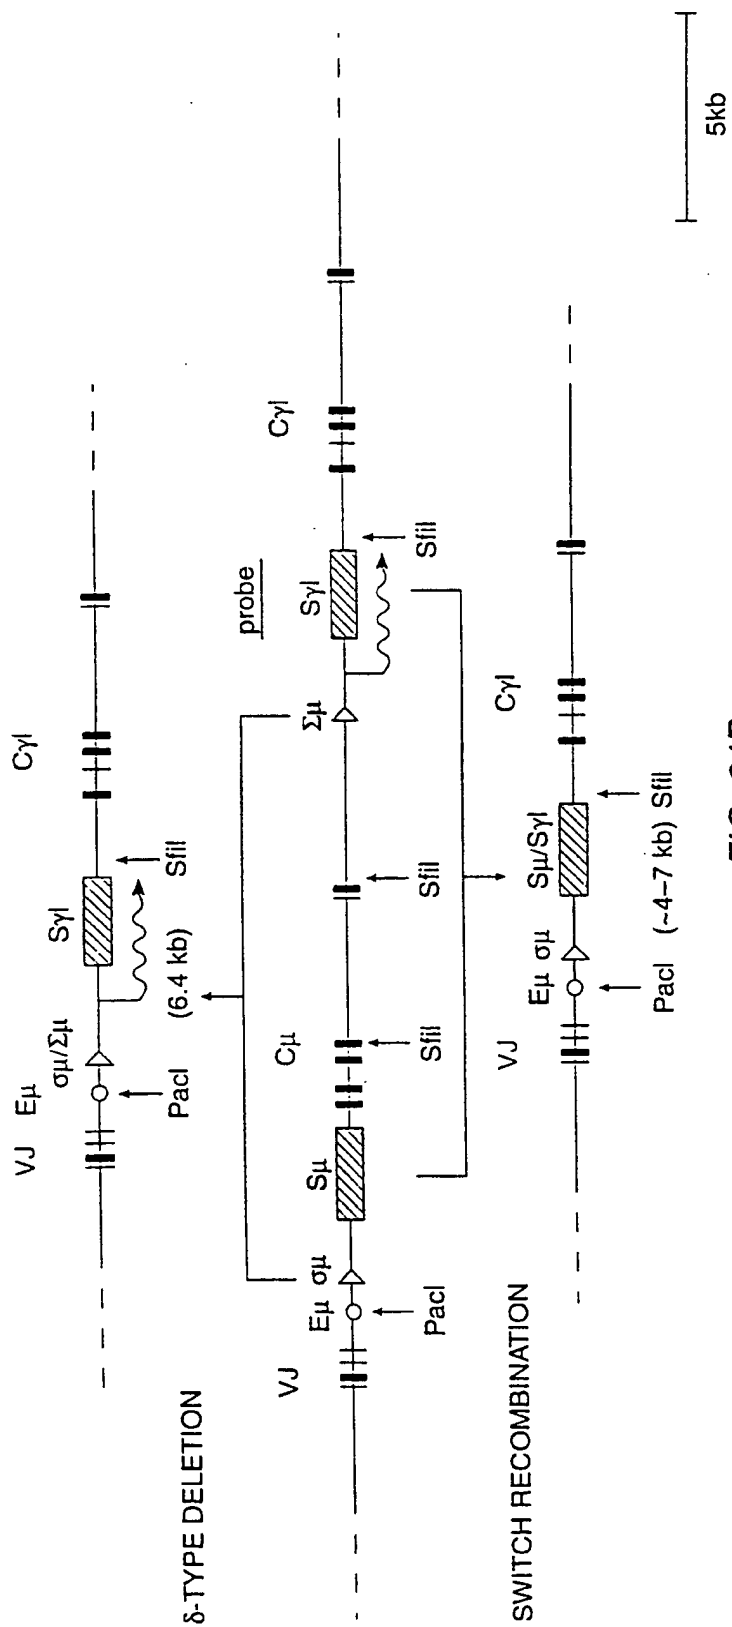 δ-TYPE DELETION
VJ
Eμ
σμ/Σμ
PacI
(6.4 kb)
Sγl
SfiI
Cγl
VJ
Eμ σμ
PacI
Sμ
Cμ
SfiI
SfiI
Σμ
probe
Sγl
SfiI
Cγl
SWITCH RECOMBINATION
VJ
Eμ σμ
PacI (~4–7 kb) SfiI
Sμ/Sγl
Cγl
5kb